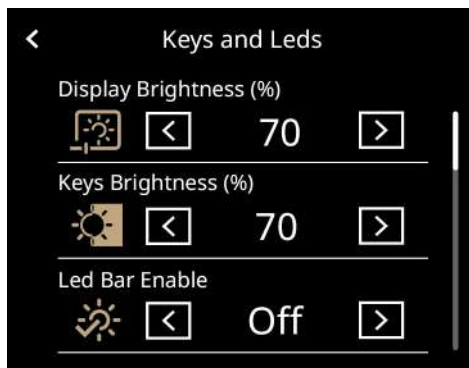 Keys and Leds
Display Brightness (%)
70
Keys Brightness (%)
70
Led Bar Enable
Off